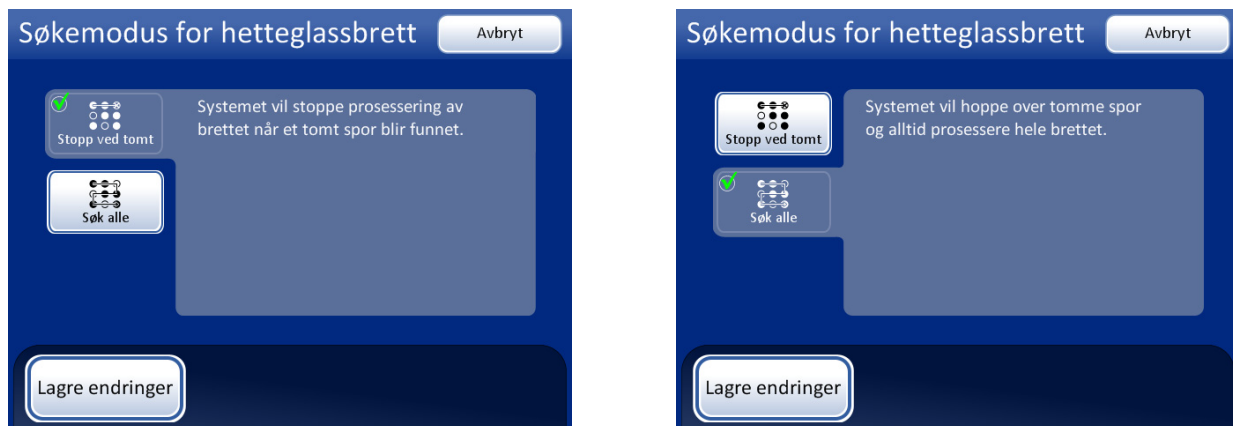 Søkemodus for hetteglassbrett
Avbryt
Stopp ved tomt
Systemet vil stoppe prosessering av
brettet når et tomt spor blir funnet.
Søk alle
Lagre endringer
Søkemodus for hetteglassbrett
Avbryt
Stopp ved tomt
Systemet vil hoppe over tomme spor
og alltid prosessere hele brettet.
Søk alle
Lagre endringer